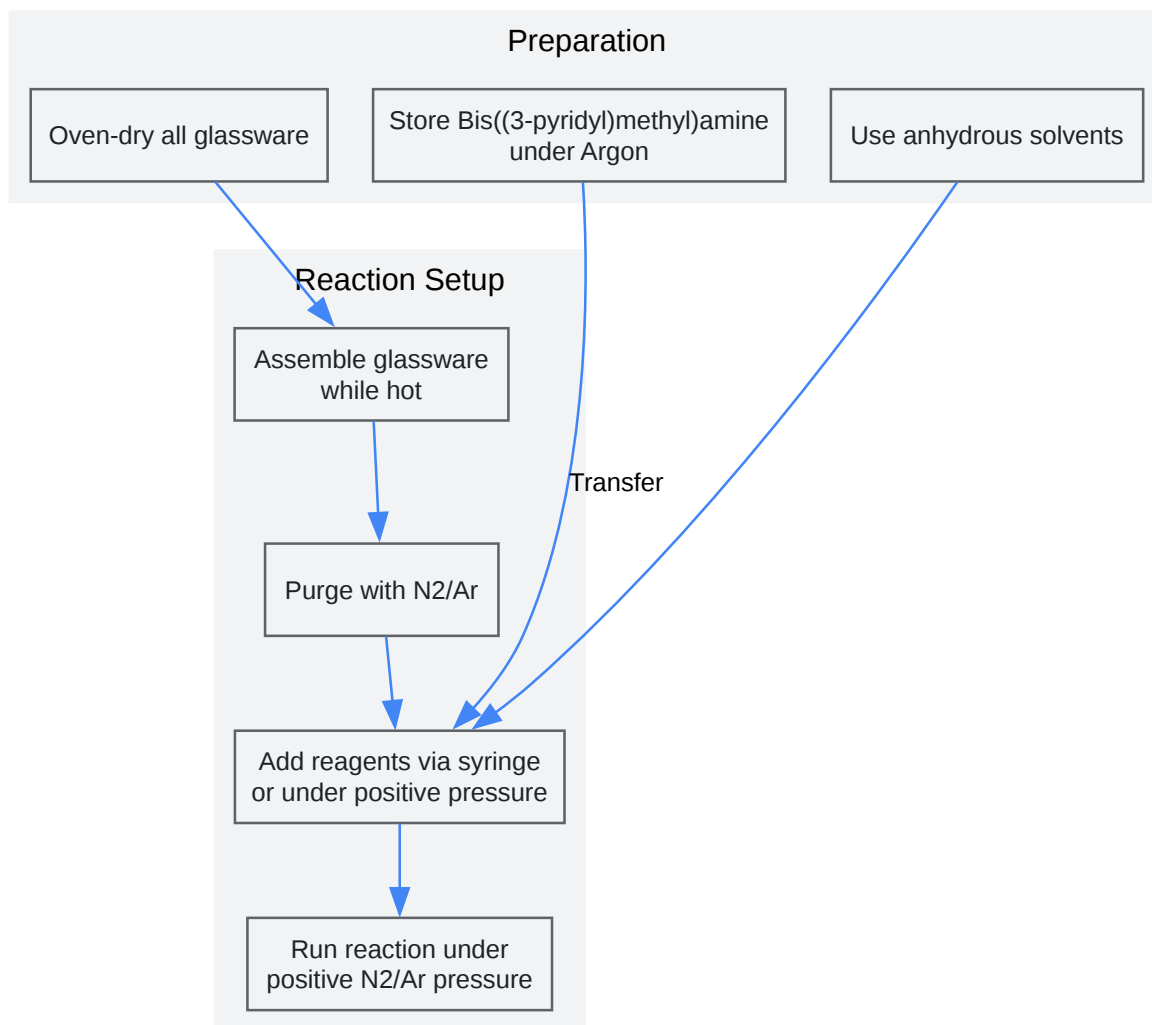 Preparation
Oven-dry all glassware
Store Bis((3-pyridyl)methyl)amine
under Argon
Use anhydrous solvents
Reaction Setup
Assemble glassware
while hot
Transfer
Purge with N2/Ar
Add reagents via syringe
or under positive pressure
Run reaction under
positive N2/Ar pressure